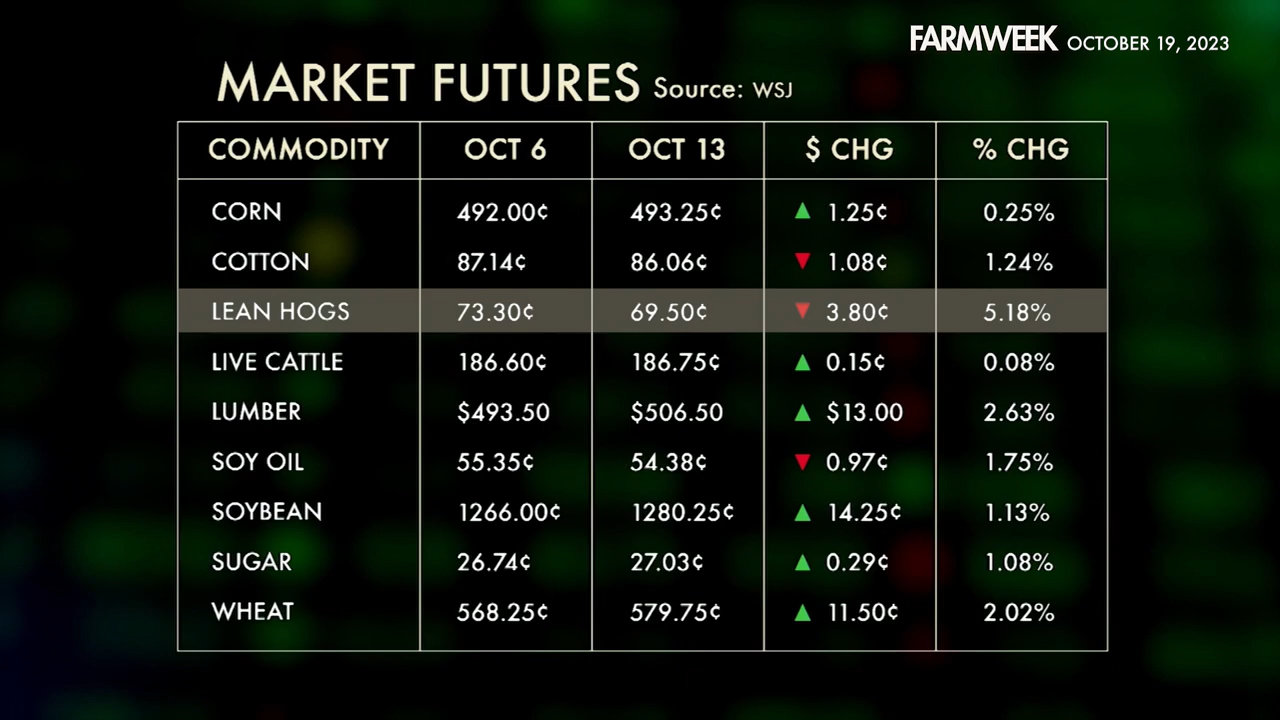 FARMWEEK OCTOBER 19, 2023
MARKET FUTURES Source: WSJ
COMMODITY OCT 6 OCT 13 $ CHG % CHG
CORN 492.00¢ 493.25¢ ▲ 1.25¢ 0.25%
COTTON 87.14¢ 86.06¢ ▼ 1.08¢ 1.24%
LEAN HOGS 73.30¢ 69.50¢ ▼ 3.80¢ 5.18%
LIVE CATTLE 186.60¢ 186.75¢ ▲ 0.15¢ 0.08%
LUMBER $493.50 $506.50 ▲ $13.00 2.63%
SOY OIL 55.35¢ 54.38¢ ▼ 0.97¢ 1.75%
SOYBEAN 1266.00¢ 1280.25¢ ▲ 14.25¢ 1.13%
SUGAR 26.74¢ 27.03¢ ▲ 0.29¢ 1.08%
WHEAT 568.25¢ 579.75¢ ▲ 11.50¢ 2.02%